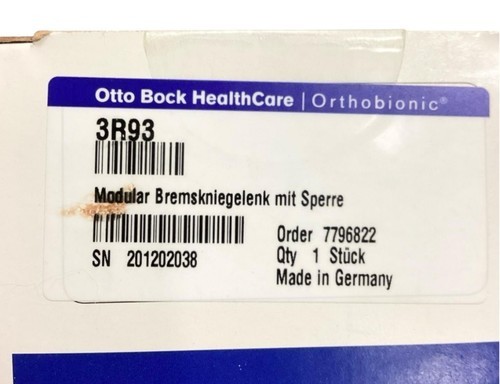 Otto Bock HealthCare | Orthobionic®
3R93
Modular Bremskniegelenk mit Sperre
SN 201202038
Order 7796822
Qty 1 Stück
Made in Germany